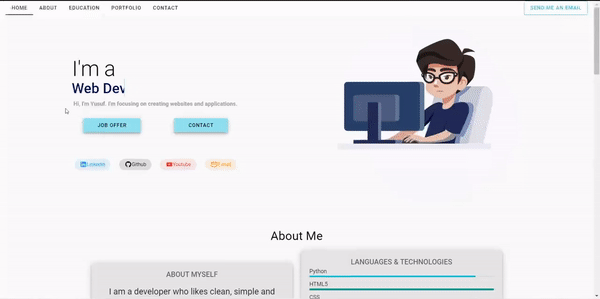 HOME ABOUT EDUCATION PORTFOLIO CONTACT SEND ME AN EMAIL
I'm a
Web Dev
Hi, I'm Yusuf. I'm focusing on creating websites and applications.
JOB OFFER CONTACT
LinkedIn Github Youtube E-mail
About Me
ABOUT MYSELF
I am a developer who likes clean, simple and
LANGUAGES & TECHNOLOGIES
Python
HTML5
CSS